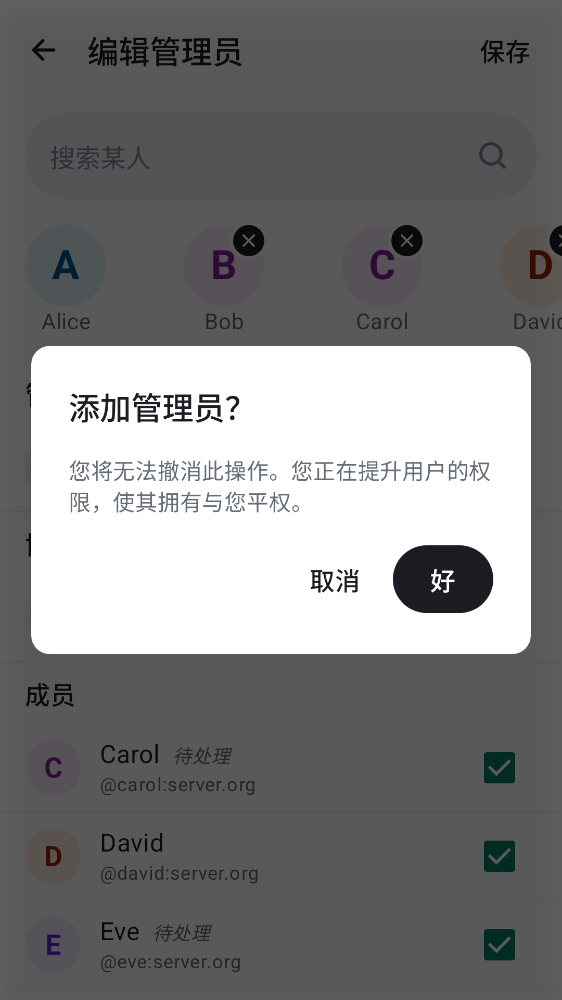 编辑管理员
保存
搜索某人
A
B
C
D
Alice
Bob
Carol
添加管理员？
您将无法撤消此操作。您正在提升用户的权
限，使其拥有与您平权。
取消
好
成员
C
Carol 待处理
@carol:server.org
D
David
@david:server.org
E
Eve 待处理
@eve:server.org